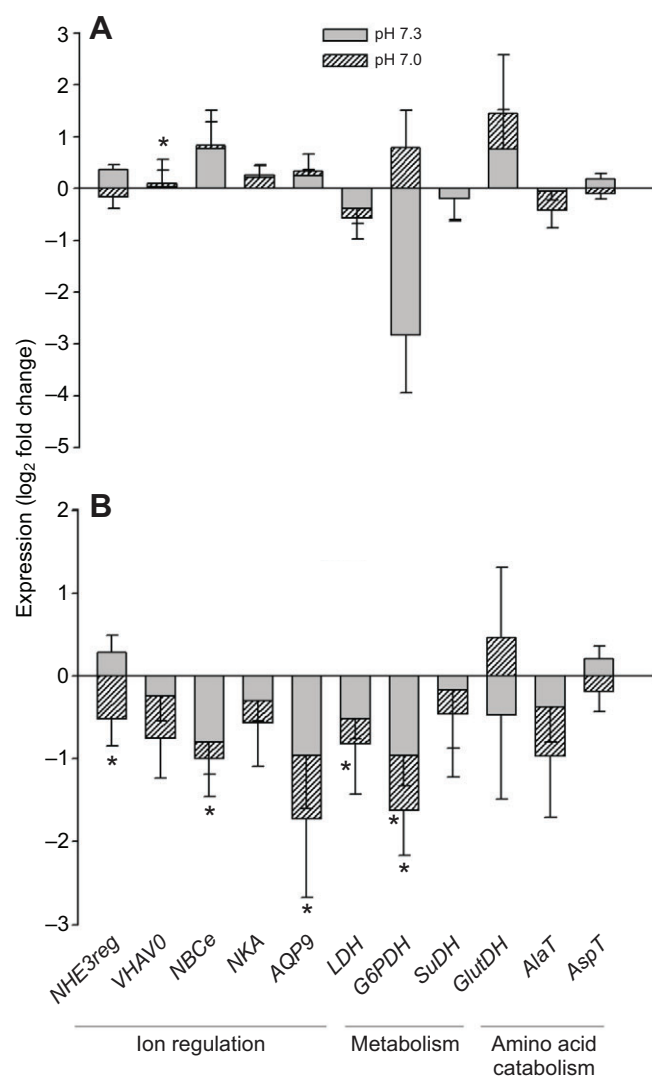 A
pH 7.3
pH 7.0
3
2
1
0
–1
–2
–3
–4
–5
*
Expression (log₂ fold change)
B
2
1
0
–1
–2
–3
*
*
*
*
*
*
NHE3reg
VHAV0
NBCe
NKA
AQP9
LDH
G6PDH
SuDH
GlutDH
AlaT
AspT
Ion regulation
Metabolism
Amino acid
catabolism